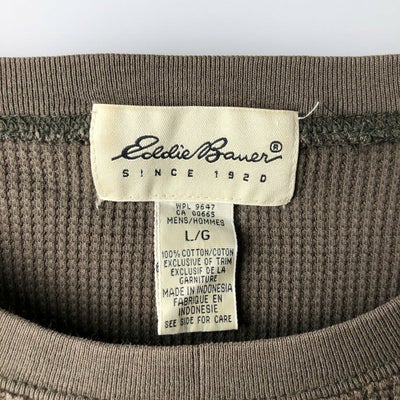 Eddie Bauer®
SINCE 1920
WPL 9647
CA 00665
MENS/HOMMES
L/G
100% COTTON/COTON
EXCLUSIVE OF TRIM
EXCLUSIF DE LA
GARNITURE
MADE IN INDONESIA
FABRIQUE EN
INDONESIE
SEE SIDE FOR CARE